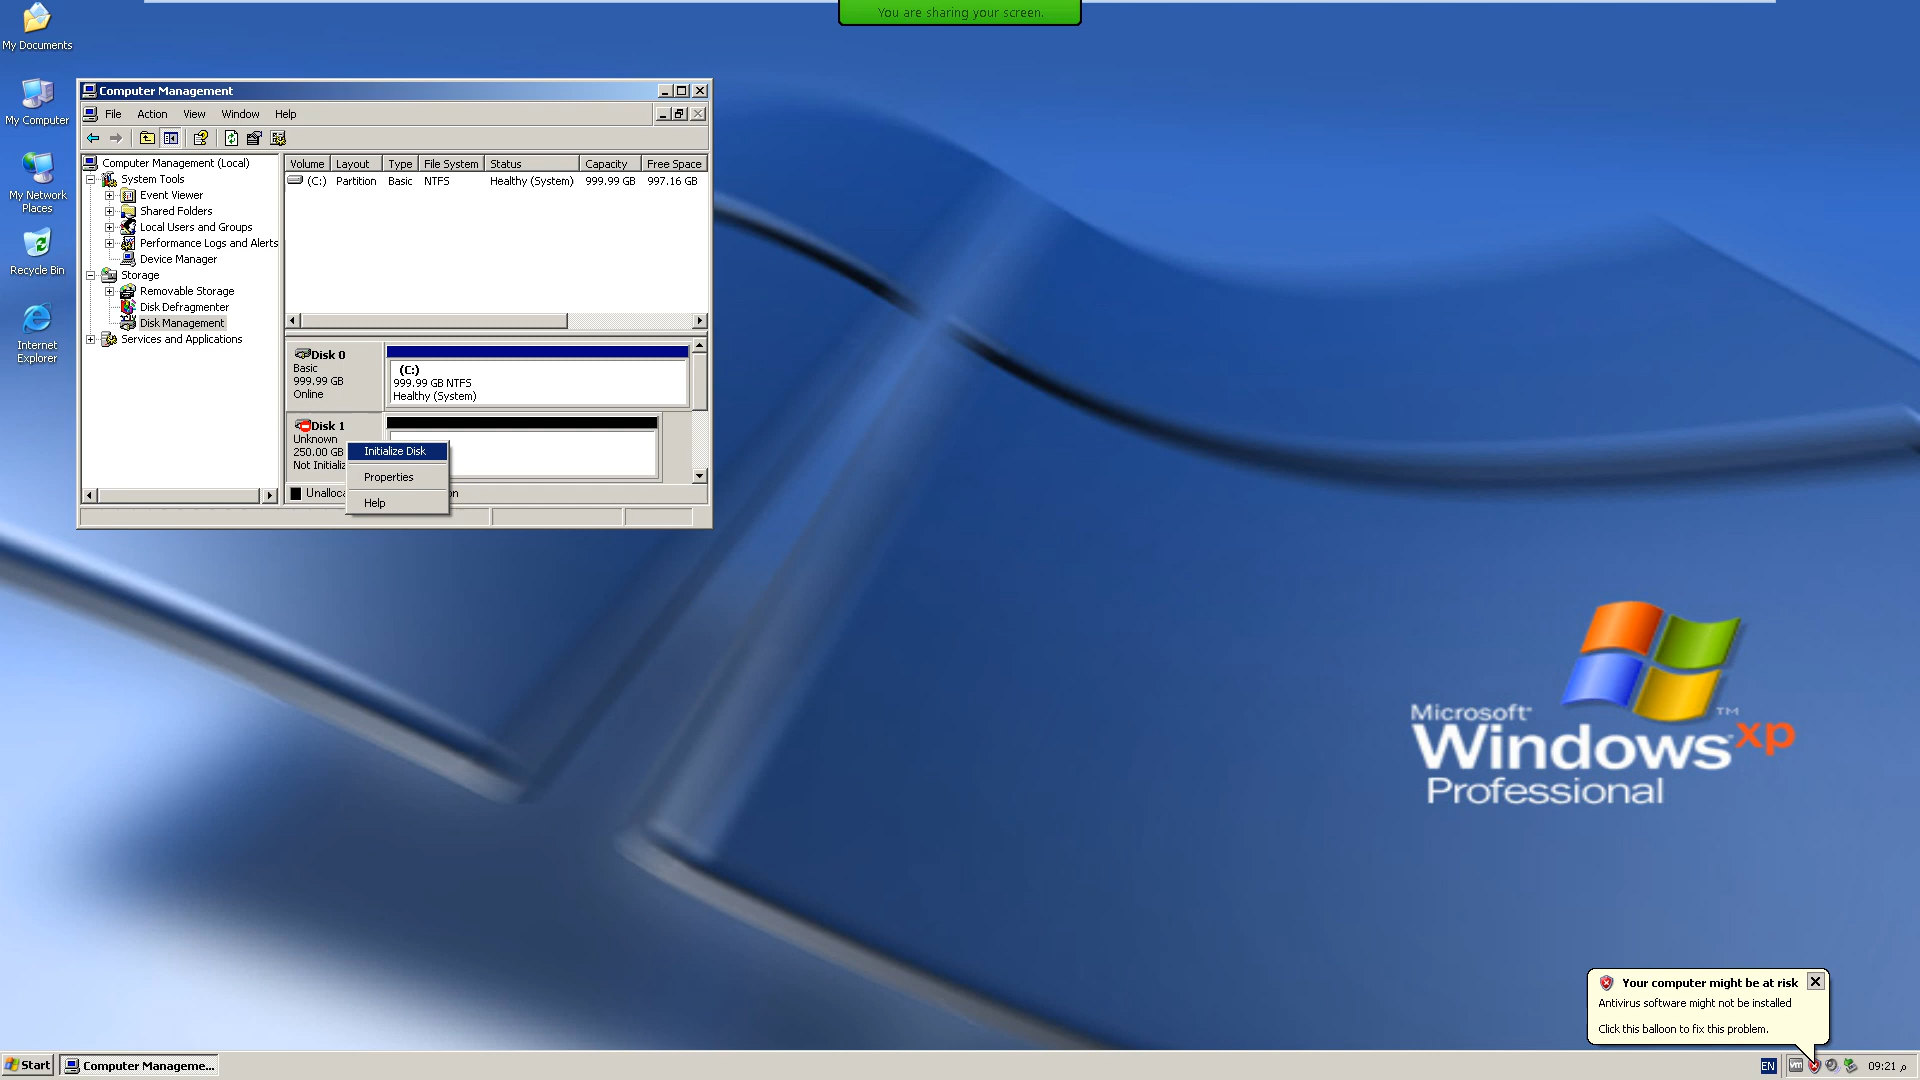 You are sharing your screen.
My Documents
My Computer
My Network
Places
Recycle Bin
Internet
Explorer
Computer Management
File Action View Window Help
Computer Management (Local)
System Tools
Event Viewer
Shared Folders
Local Users and Groups
Performance Logs and Alerts
Device Manager
Storage
Removable Storage
Disk Defragmenter
Disk Management
Services and Applications
Volume Layout Type File System Status Capacity Free Space
(C:) Partition Basic NTFS Healthy (System) 999.99 GB 997.16 GB
Disk 0
Basic
999.99 GB
Online
(C:)
999.99 GB NTFS
Healthy (System)
Disk 1
Unknown
250.00 GB
Not Initializ
Initialize Disk
Properties
Help
Microsoft®
Windows xp
TM
Professional
Your computer might be at risk
Antivirus software might not be installed
Click this balloon to fix this problem.
Start
Computer Manageme...
EN
vm
09:21 م